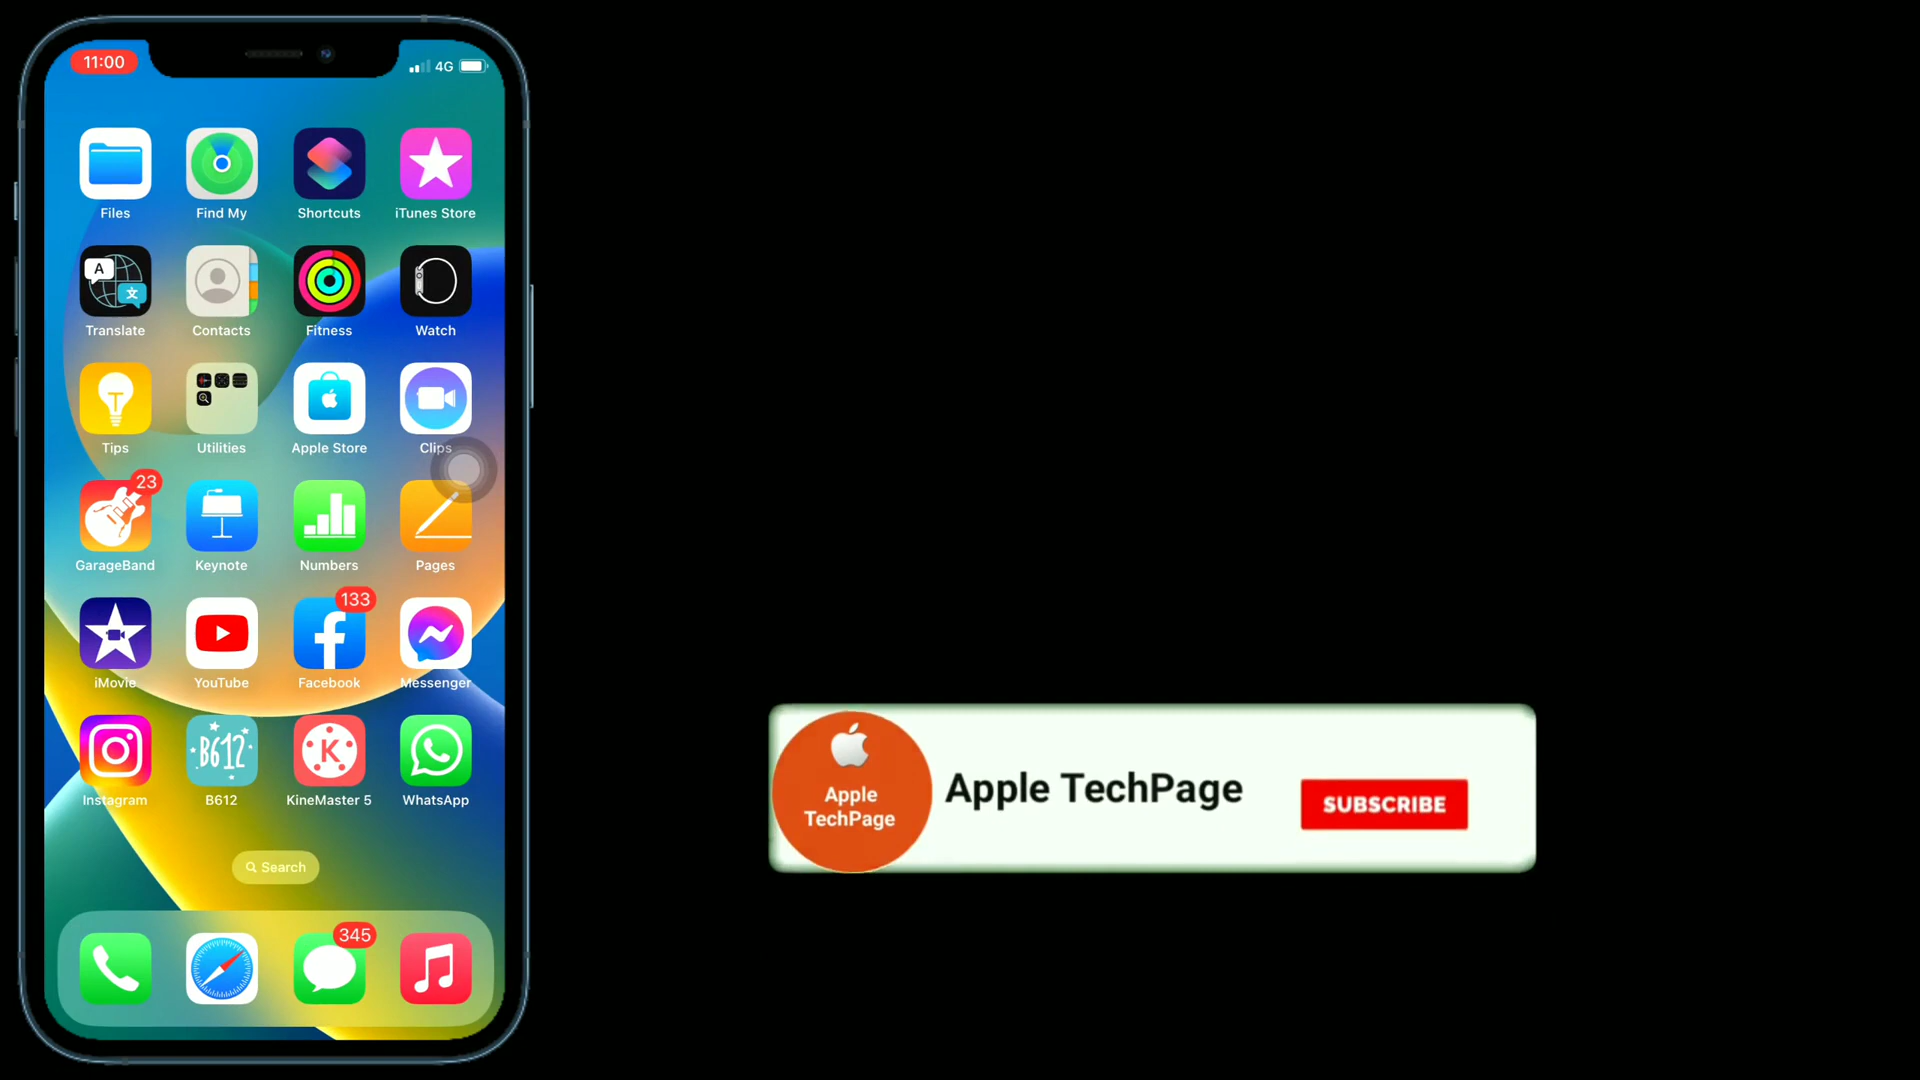 11:00
4G
Files
Find My
Shortcuts
iTunes Store
A
文
Translate
Contacts
Fitness
Watch
T
Tips
Utilities
Apple Store
Clips
23
GarageBand
Keynote
Numbers
Pages
133
iMovie
YouTube
Facebook
Messenger
B612
K
Instagram
B612
KineMaster 5
WhatsApp
Search
345
Apple
TechPage
Apple TechPage
SUBSCRIBE